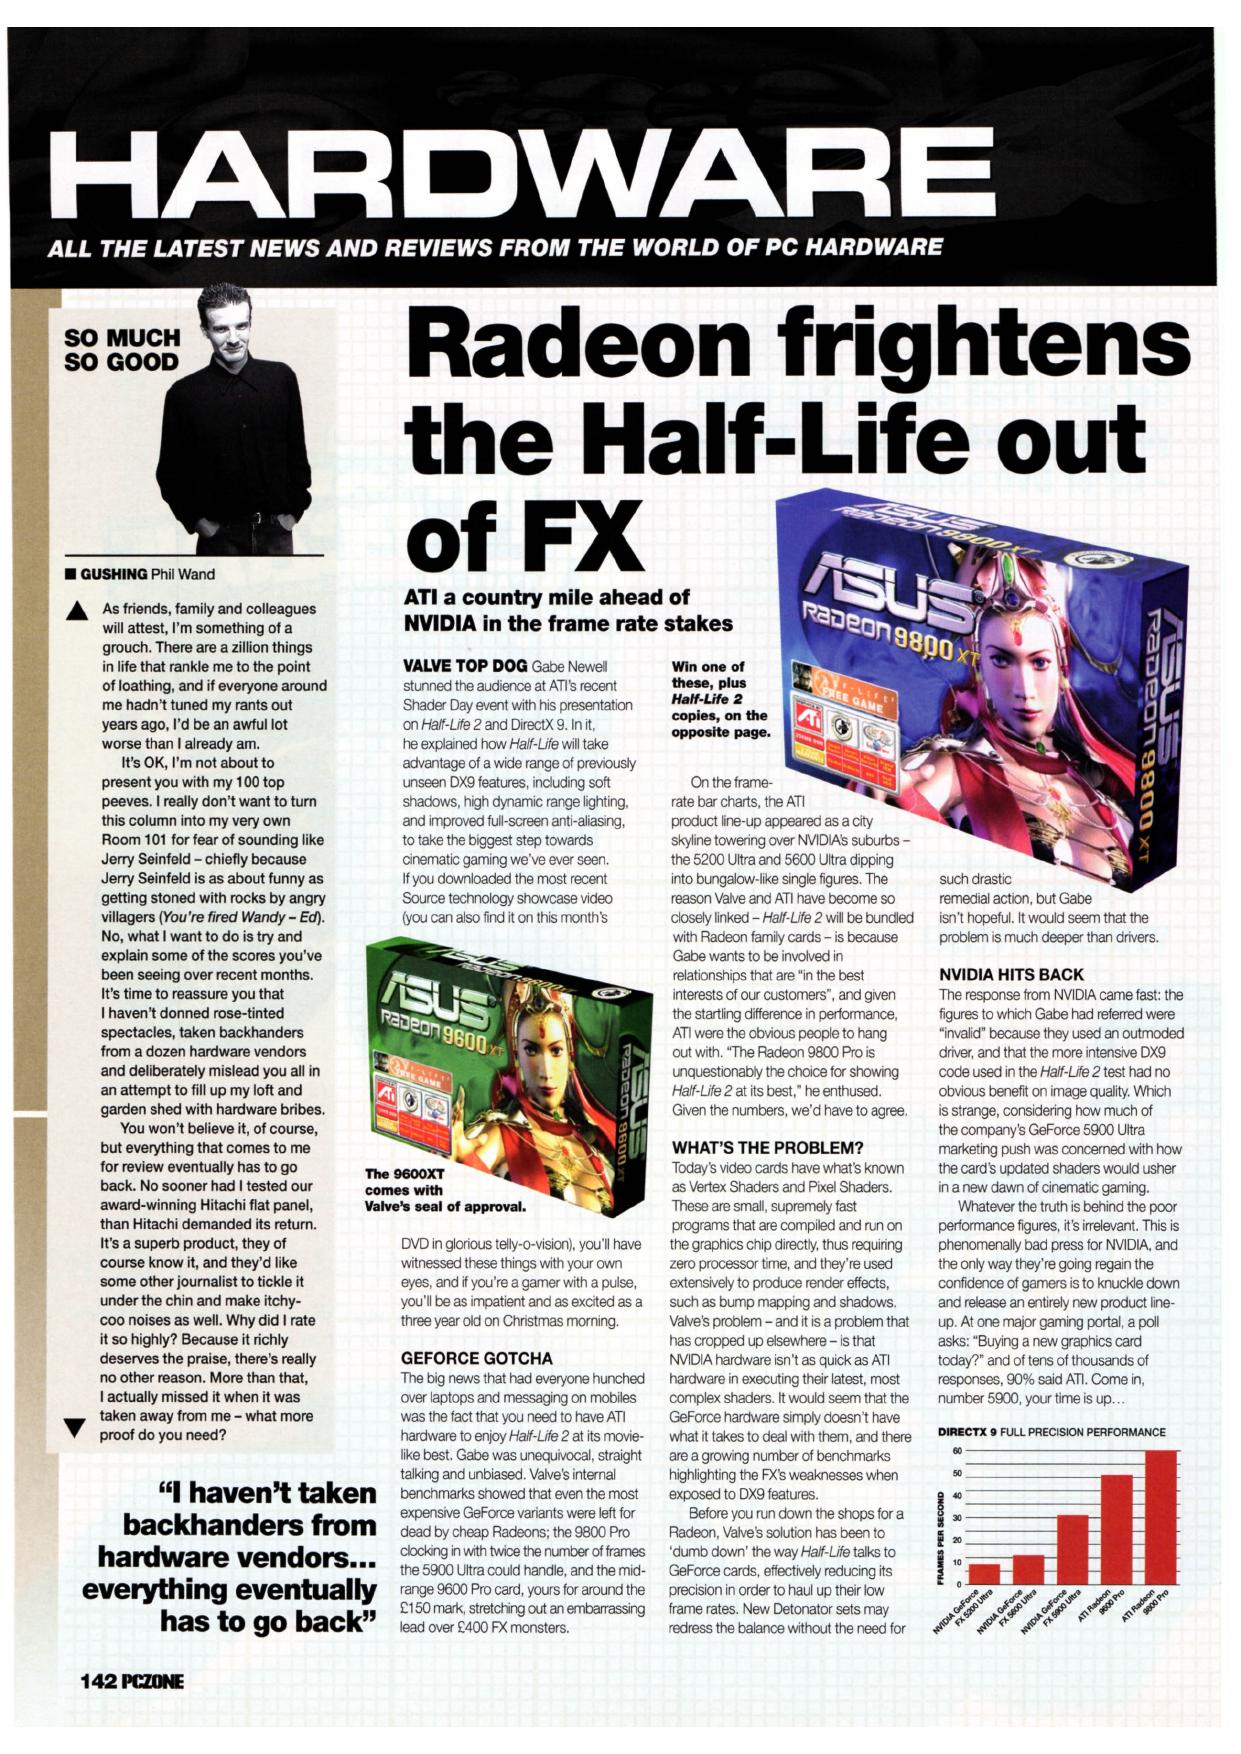 HARDWARE
ALL THE LATEST NEWS AND REVIEWS FROM THE WORLD OF PC HARDWARE
SO MUCH
SO GOOD
■ GUSHING Phil Wand
▲ As friends, family and colleagues
will attest, I'm something of a
grouch. There are a zillion things
in life that rankle me to the point
of loathing, and if everyone around
me hadn't tuned my rants out
years ago, I'd be an awful lot
worse than I already am.
It's OK, I'm not about to
present you with my 100 top
peeves. I really don't want to turn
this column into my very own
Room 101 for fear of sounding like
Jerry Seinfeld – chiefly because
Jerry Seinfeld is as about funny as
getting stoned with rocks by angry
villagers (You're fired Wandy – Ed).
No, what I want to do is try and
explain some of the scores you've
been seeing over recent months.
It's time to reassure you that
I haven't donned rose-tinted
spectacles, taken backhanders
from a dozen hardware vendors
and deliberately mislead you all in
an attempt to fill up my loft and
garden shed with hardware bribes.
You won't believe it, of course,
but everything that comes to me
for review eventually has to go
back. No sooner had I tested our
award-winning Hitachi flat panel,
than Hitachi demanded its return.
It's a superb product, they of
course know it, and they'd like
some other journalist to tickle it
under the chin and make itchy-
coo noises as well. Why did I rate
it so highly? Because it richly
deserves the praise, there's really
no other reason. More than that,
I actually missed it when it was
taken away from me – what more
▼ proof do you need?
"I haven't taken
backhanders from
hardware vendors...
everything eventually
has to go back"
Radeon frightens
the Half-Life out
of FX
ATI a country mile ahead of
NVIDIA in the frame rate stakes
VALVE TOP DOG Gabe Newell
stunned the audience at ATI's recent
Shader Day event with his presentation
on Half-Life 2 and DirectX 9. In it,
he explained how Half-Life will take
advantage of a wide range of previously
unseen DX9 features, including soft
shadows, high dynamic range lighting,
and improved full-screen anti-aliasing,
to take the biggest step towards
cinematic gaming we've ever seen.
If you downloaded the most recent
Source technology showcase video
(you can also find it on this month's
ASUS
RADEON 9600XT
ASUS
RADEON 9600 XT
FREE GAME
ATI
ASUS
RADEON 9600 XT
The 9600XT
comes with
Valve's seal of approval.
DVD in glorious telly-o-vision), you'll have
witnessed these things with your own
eyes, and if you're a gamer with a pulse,
you'll be as impatient and as excited as a
three year old on Christmas morning.
GEFORCE GOTCHA
The big news that had everyone hunched
over laptops and messaging on mobiles
was the fact that you need to have ATI
hardware to enjoy Half-Life 2 at its movie-
like best. Gabe was unequivocal, straight
talking and unbiased. Valve's internal
benchmarks showed that even the most
expensive GeForce variants were left for
dead by cheap Radeons; the 9800 Pro
clocking in with twice the number of frames
the 5900 Ultra could handle, and the mid-
range 9600 Pro card, yours for around the
£150 mark, stretching out an embarrassing
lead over £400 FX monsters.
Win one of
these, plus
Half-Life 2
copies, on the
opposite page.
ASUS
RADEON 9800XT
ASUS
RADEON 9800 XT
HALF-LIFE²
FREE GAME
ATI
ASUS
RADEON 9800 XT
On the frame-
rate bar charts, the ATI
product line-up appeared as a city
skyline towering over NVIDIA's suburbs –
the 5200 Ultra and 5600 Ultra dipping
into bungalow-like single figures. The
reason Valve and ATI have become so
closely linked – Half-Life 2 will be bundled
with Radeon family cards – is because
Gabe wants to be involved in
relationships that are "in the best
interests of our customers", and given
the startling difference in performance,
ATI were the obvious people to hang
out with. "The Radeon 9800 Pro is
unquestionably the choice for showing
Half-Life 2 at its best," he enthused.
Given the numbers, we'd have to agree.
WHAT'S THE PROBLEM?
Today's video cards have what's known
as Vertex Shaders and Pixel Shaders.
These are small, supremely fast
programs that are compiled and run on
the graphics chip directly, thus requiring
zero processor time, and they're used
extensively to produce render effects,
such as bump mapping and shadows.
Valve's problem – and it is a problem that
has cropped up elsewhere – is that
NVIDIA hardware isn't as quick as ATI
hardware in executing their latest, most
complex shaders. It would seem that the
GeForce hardware simply doesn't have
what it takes to deal with them, and there
are a growing number of benchmarks
highlighting the FX's weaknesses when
exposed to DX9 features.
Before you run down the shops for a
Radeon, Valve's solution has been to
'dumb down' the way Half-Life talks to
GeForce cards, effectively reducing its
precision in order to haul up their low
frame rates. New Detonator sets may
redress the balance without the need for
such drastic
remedial action, but Gabe
isn't hopeful. It would seem that the
problem is much deeper than drivers.
NVIDIA HITS BACK
The response from NVIDIA came fast: the
figures to which Gabe had referred were
"invalid" because they used an outmoded
driver, and that the more intensive DX9
code used in the Half-Life 2 test had no
obvious benefit on image quality. Which
is strange, considering how much of
the company's GeForce 5900 Ultra
marketing push was concerned with how
the card's updated shaders would usher
in a new dawn of cinematic gaming.
Whatever the truth is behind the poor
performance figures, it's irrelevant. This is
phenomenally bad press for NVIDIA, and
the only way they're going regain the
confidence of gamers is to knuckle down
and release an entirely new product line-
up. At one major gaming portal, a poll
asks: "Buying a new graphics card
today?" and of tens of thousands of
responses, 90% said ATI. Come in,
number 5900, your time is up...
DIRECTX 9 FULL PRECISION PERFORMANCE
FRAMES PER SECOND
60
50
40
30
20
10
0
NVIDIA GeForce
FX 5200 Ultra
NVIDIA GeForce
FX 5600 Ultra
NVIDIA GeForce
FX 5900 Ultra
ATI Radeon
9600 Pro
ATI Radeon
9800 Pro
142 PCZONE